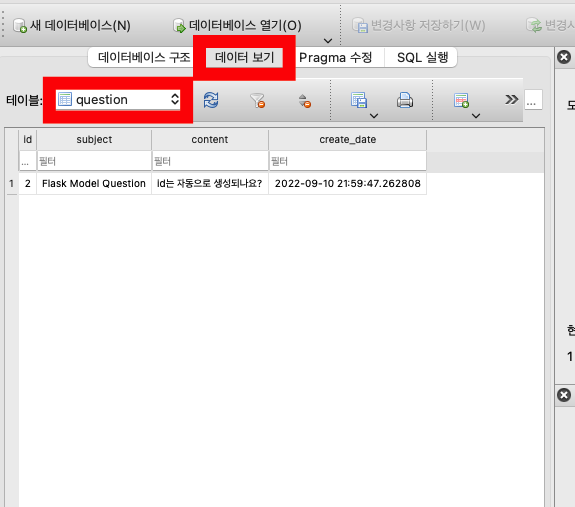 새 데이터베이스(N) 데이터베이스 열기(O) 변경사항 저장하기(W) 변경시
데이터베이스 구조 데이터 보기 Pragma 수정 SQL 실행
테이블: question ...
id subject content create_date
... 필터 필터 필터
1 2 Flask Model Question id는 자동으로 생성되나요? 2022-09-10 21:59:47.262808
현
1